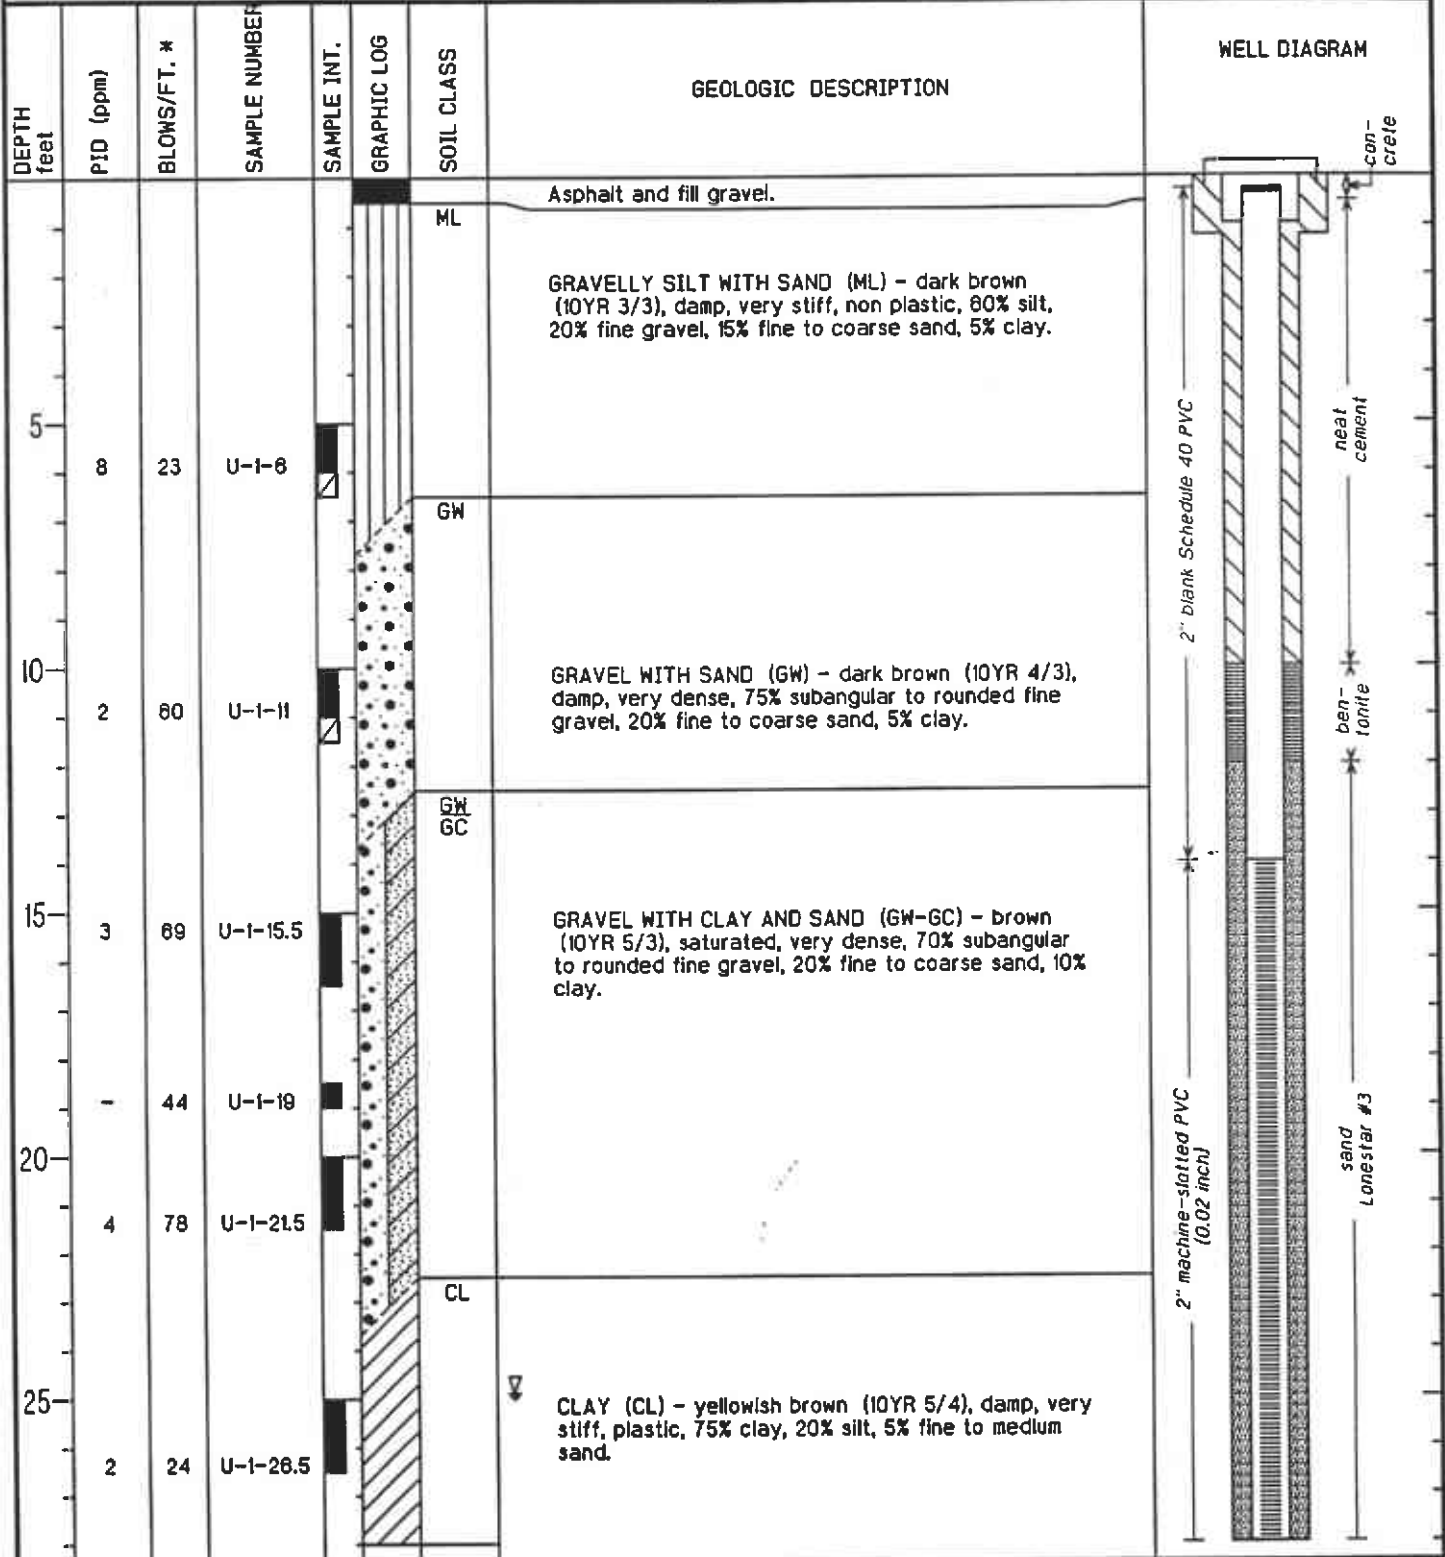 DEPTH
feet
PID (ppm)
BLOWS/FT. *
SAMPLE NUMBER
SAMPLE INT.
GRAPHIC LOG
SOIL CLASS
GEOLOGIC DESCRIPTION
WELL DIAGRAM
con-
crete
Asphalt and fill gravel.
ML
GRAVELLY SILT WITH SAND (ML) - dark brown
(10YR 3/3), damp, very stiff, non plastic, 60% silt,
20% fine gravel, 15% fine to coarse sand, 5% clay.
2" blank Schedule 40 PVC
neat
cement
5
8 23 U-1-6
GW
10
2 60 U-1-11
GRAVEL WITH SAND (GW) - dark brown (10YR 4/3),
damp, very dense, 75% subangular to rounded fine
gravel, 20% fine to coarse sand, 5% clay.
ben-
tonite
GW
GC
15
3 69 U-1-15.5
GRAVEL WITH CLAY AND SAND (GW-GC) - brown
(10YR 5/3), saturated, very dense, 70% subangular
to rounded fine gravel, 20% fine to coarse sand, 10%
clay.
- 44 U-1-19
2" machine-slotted PVC
(0.02 inch)
sand
Lonestar #3
20
4 78 U-1-21.5
CL
25
CLAY (CL) - yellowish brown (10YR 5/4), damp, very
stiff, plastic, 75% clay, 20% silt, 5% fine to medium
sand.
2 24 U-1-26.5